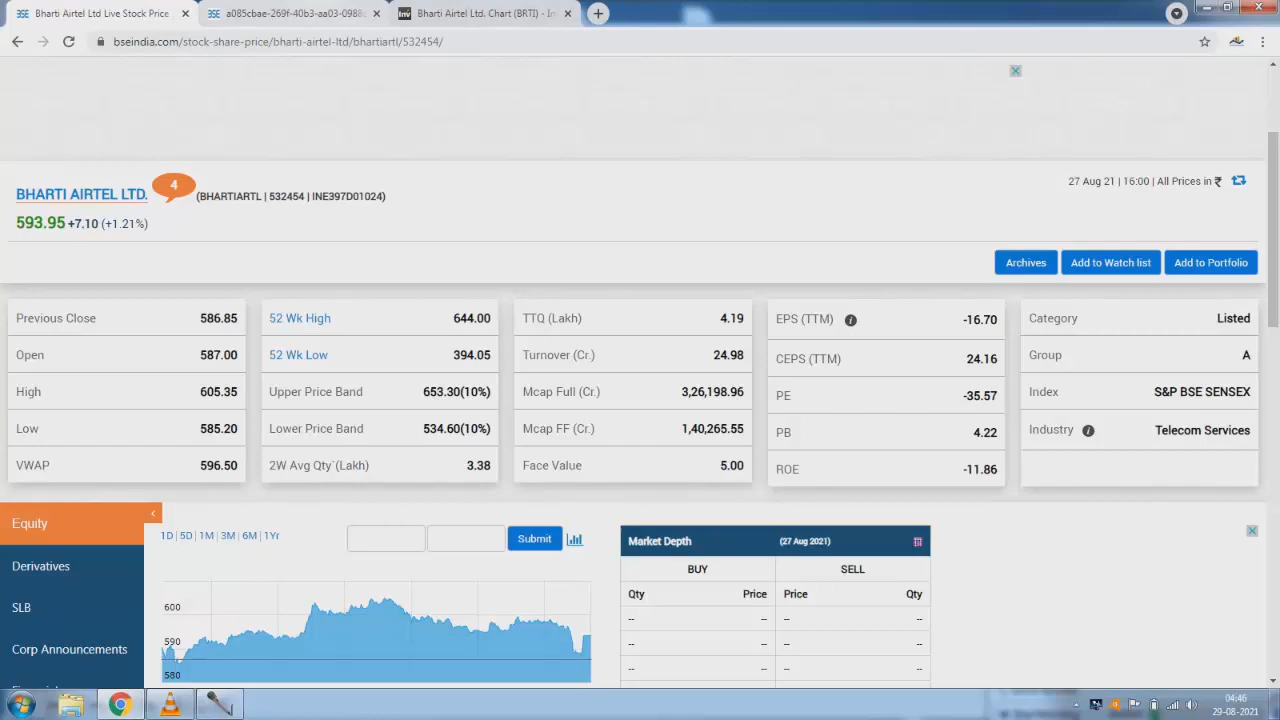 Bharti Airtel Ltd Live Stock Price
a085cbae-269f-40b3-aa03-0988
Inv Bharti Airtel Ltd. Chart (BRTI) - In
bseindia.com/stock-share-price/bharti-airtel-ltd/bhartiartl/532454/
BHARTI AIRTEL LTD. 4 (BHARTIARTL | 532454 | INE397D01024)
27 Aug 21 | 16:00 | All Prices in ₹
593.95 +7.10 (+1.21%)
Archives Add to Watch list Add to Portfolio
Previous Close 586.85 52 Wk High 644.00 TTQ (Lakh) 4.19 EPS (TTM) -16.70 Category Listed
Open 587.00 52 Wk Low 394.05 Turnover (Cr.) 24.98 CEPS (TTM) 24.16 Group A
High 605.35 Upper Price Band 653.30(10%) Mcap Full (Cr.) 3,26,198.96 PE -35.57 Index S&P BSE SENSEX
Low 585.20 Lower Price Band 534.60(10%) Mcap FF (Cr.) 1,40,265.55 PB 4.22 Industry Telecom Services
VWAP 596.50 2W Avg Qty`(Lakh) 3.38 Face Value 5.00 ROE -11.86
Equity
Derivatives
SLB
Corp Announcements
1D| 5D| 1M| 3M| 6M| 1Yr Submit
600
590
580
Market Depth (27 Aug 2021)
BUY SELL
Qty Price Price Qty
-- -- -- --
-- -- -- --
-- -- -- --
04:46
29-08-2021